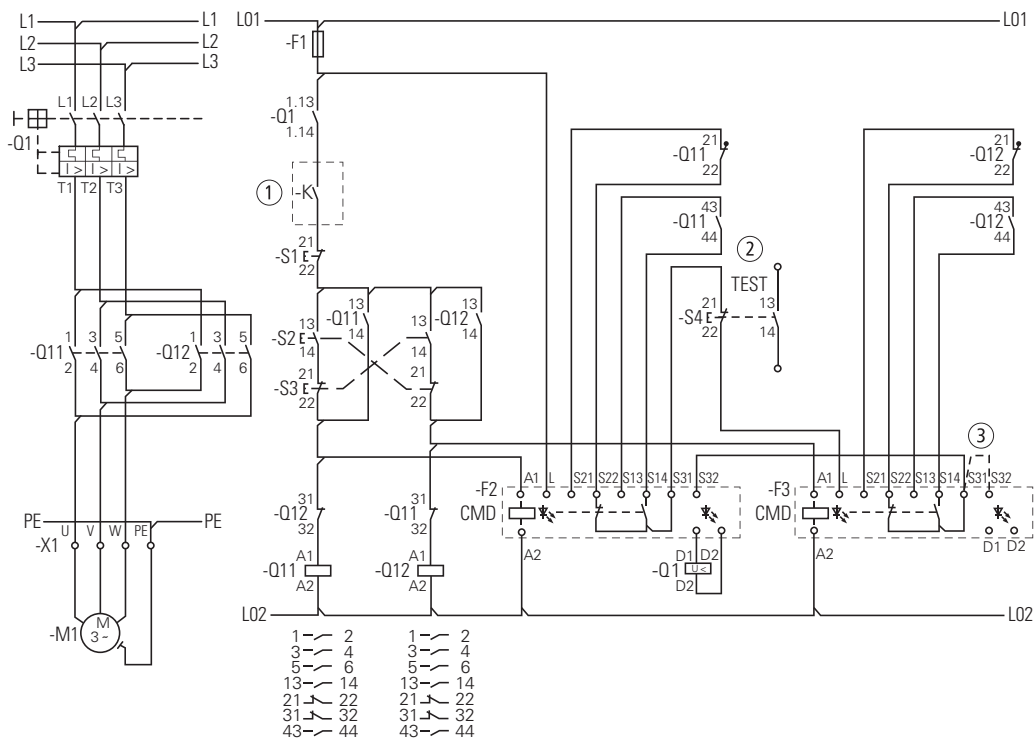 L1 L1
L2 L2
L3 L3
L01 L01
-F1
L1 L2 L3
-Q1
I> I> I>
T1 T2 T3
1.13
-Q1
1.14
1
-K
21
-S1 E
22
21
-Q11
22
43
-Q11
44
21
-Q12
22
43
-Q12
44
2
TEST
21
-S4 E
22
13
14
13
-S2 E
14
13
-Q11
14
13
14
13
-Q12
14
21
-S3 E
22
21
22
1 3 5
-Q11
2 4 6
1 3 5
-Q12
2 4 6
3
A1 L S21 S22 S13 S14 S31 S32
-F2
CMD
A2
D1 D2
-Q1 U<
D2
A1 L S21 S22 S13 S14 S31 S32
-F3
CMD
A2
D1 D2
31
-Q12
32
31
-Q11
32
A1
-Q11
A2
A1
-Q12
A2
PE PE
U V W PE
-X1
-M1
M
3 ~
L02 L02
1 2 1 2
3 4 3 4
5 6 5 6
13 14 13 14
21 22 21 22
31 32 31 32
43 44 43 44